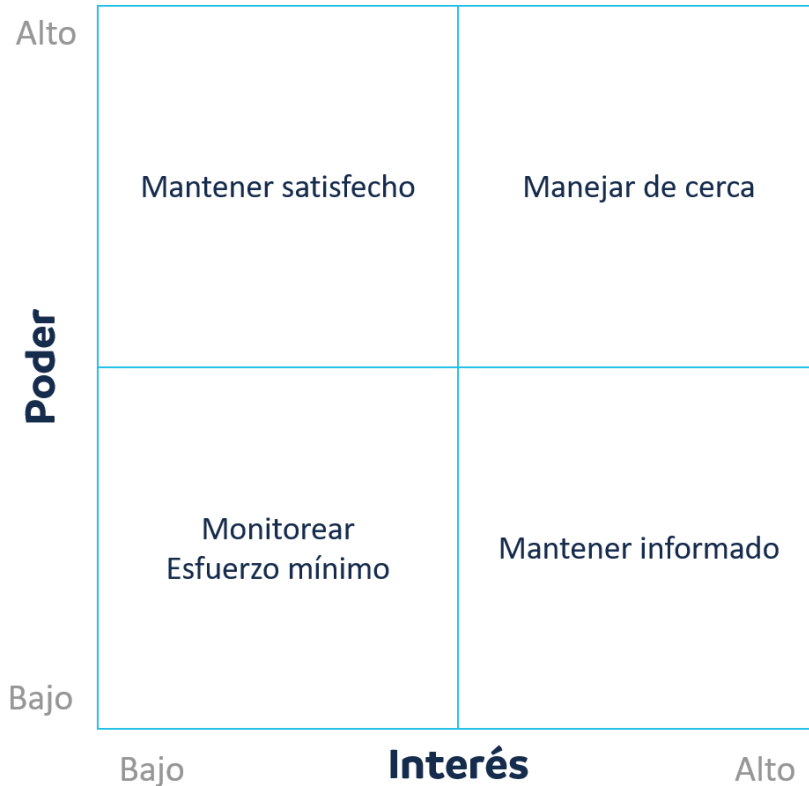 Alto
Mantener satisfecho
Manejar de cerca
Poder
Monitorear
Esfuerzo mínimo
Mantener informado
Bajo
Bajo
Interés
Alto